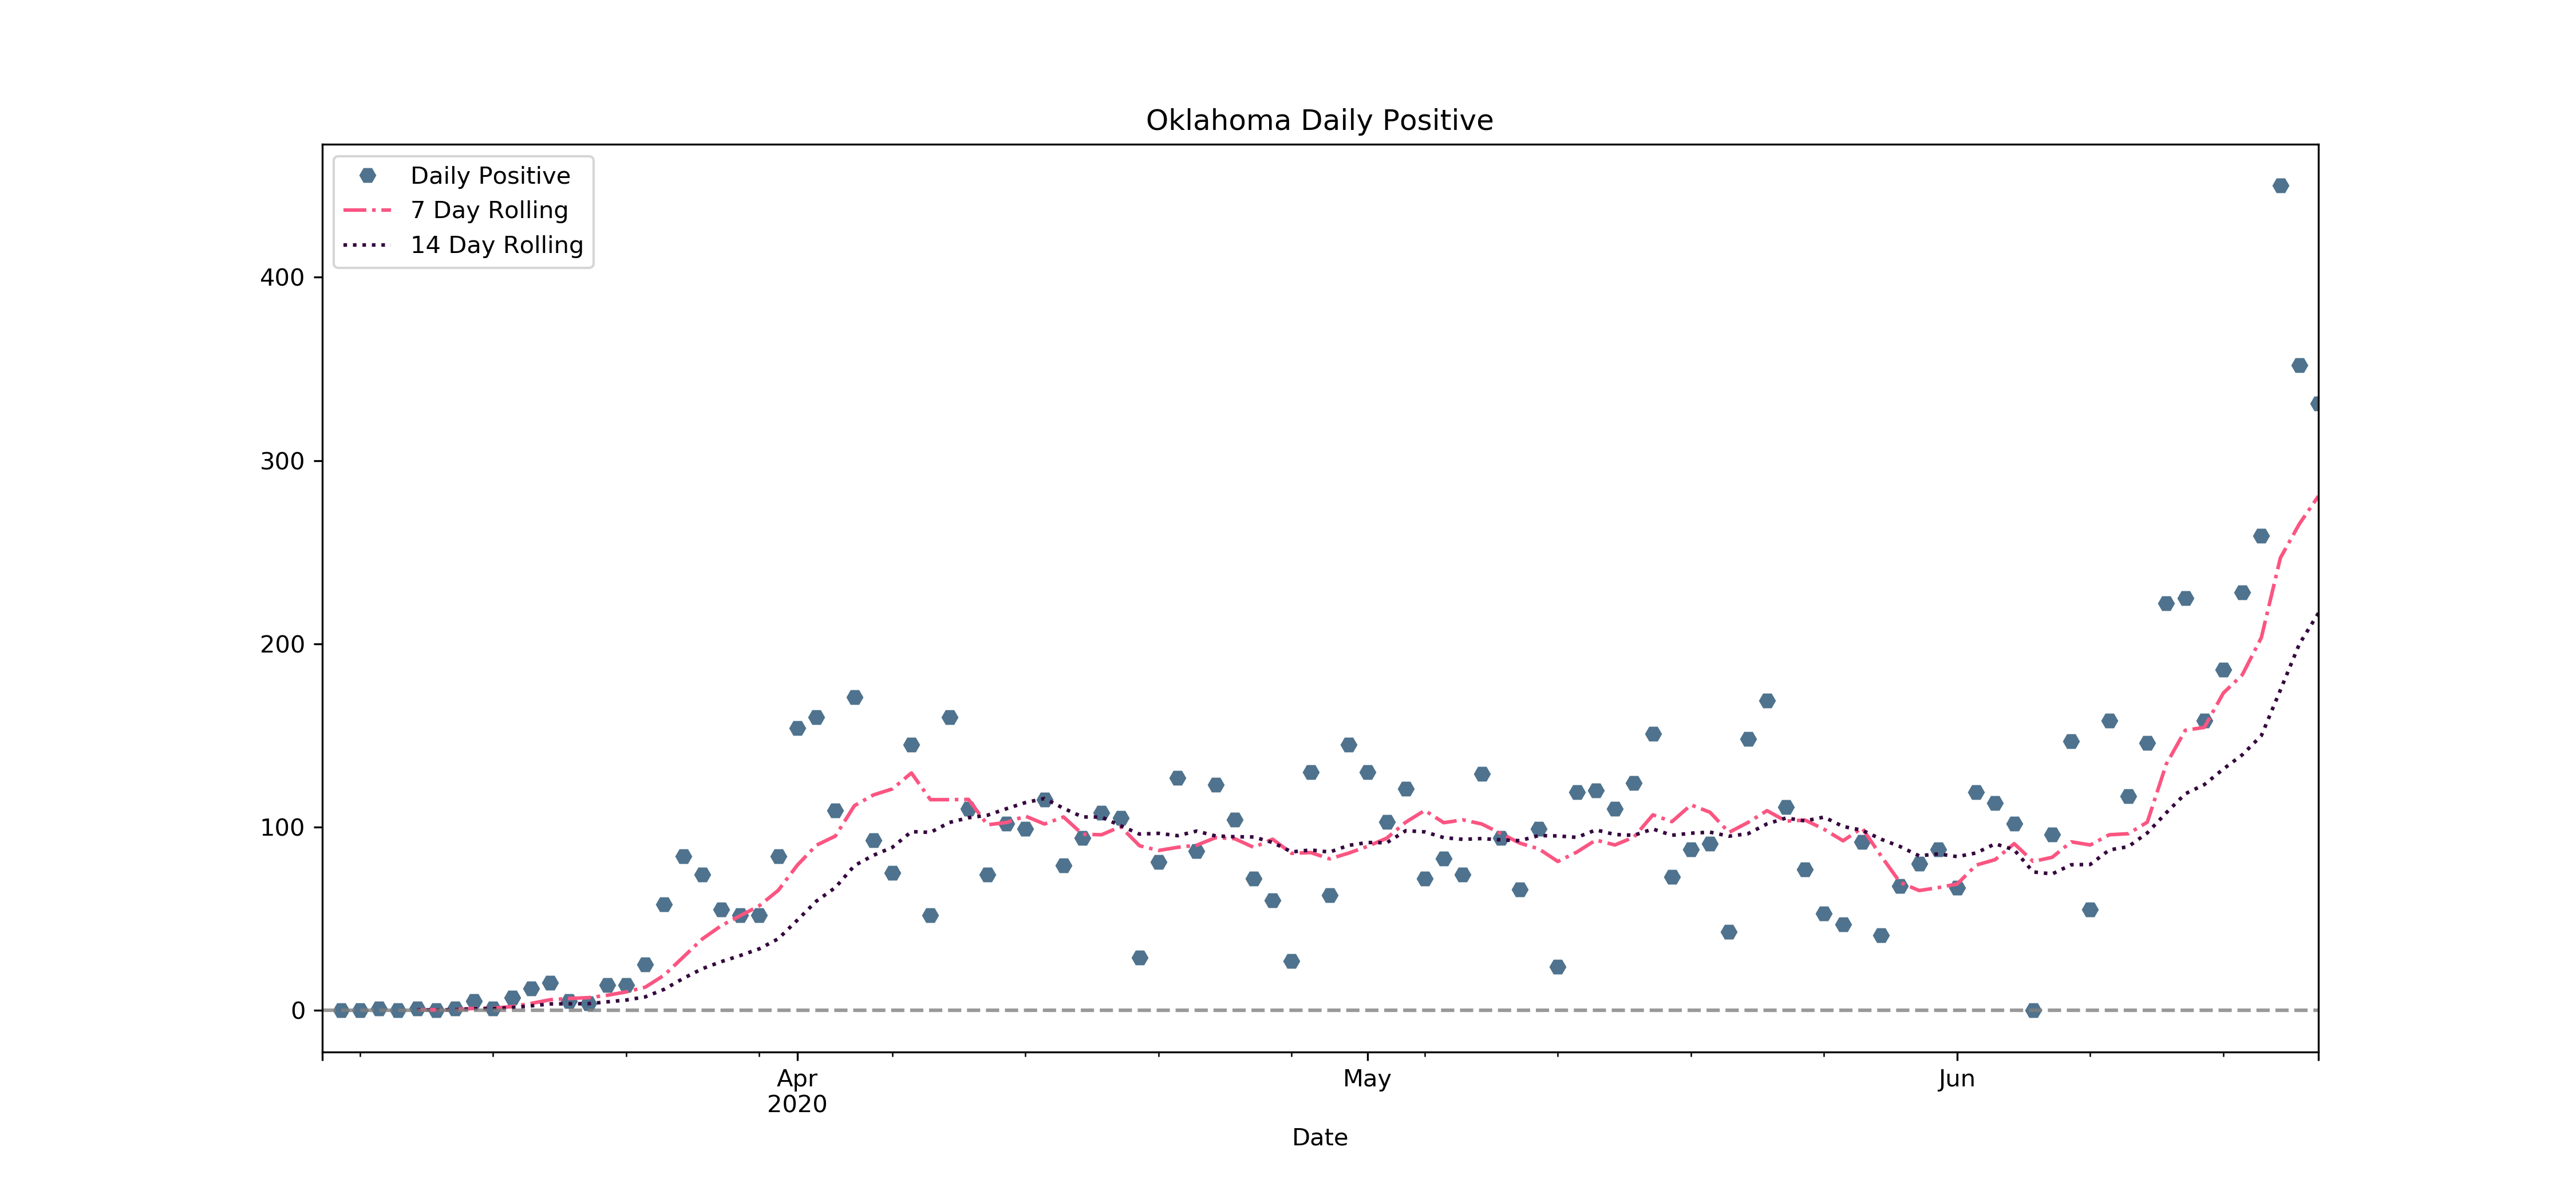 Oklahoma Daily Positive
Daily Positive
7 Day Rolling
14 Day Rolling
400
300
200
100
0
Apr
2020
May
Jun
Date